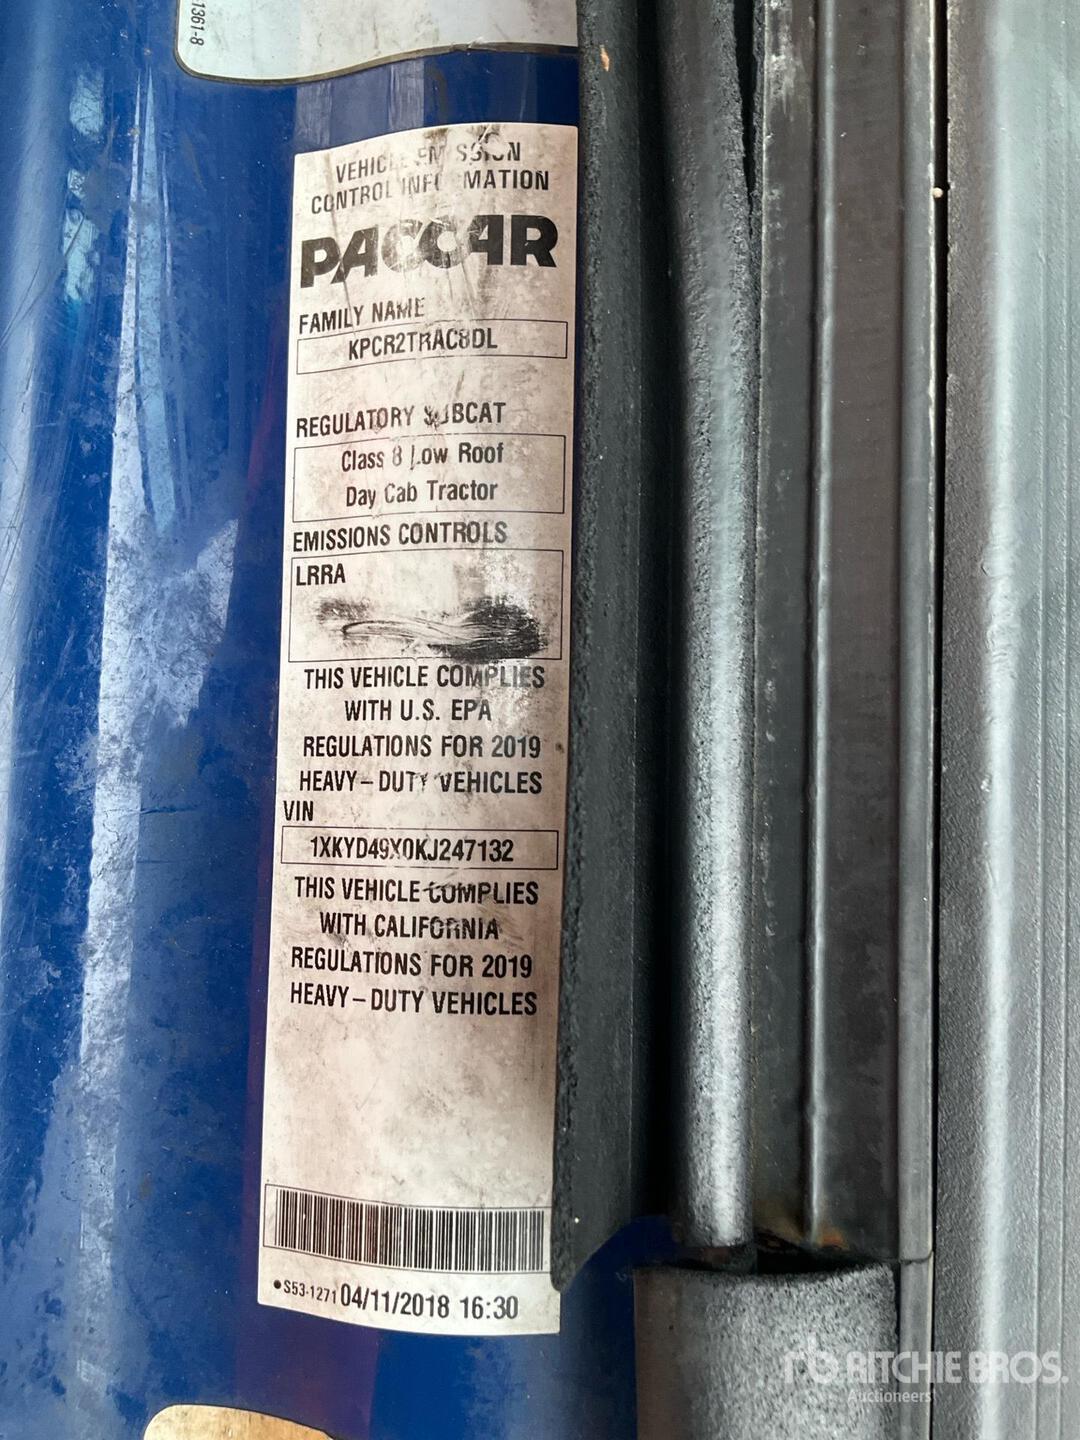 1361-8
VEHICLE EMISSION
CONTROL INFORMATION
PACCAR
FAMILY NAME
KPCR2TRAC8DL
REGULATORY SUBCAT
Class 8 Low Roof
Day Cab Tractor
EMISSIONS CONTROLS
LRRA
THIS VEHICLE COMPLIES
WITH U.S. EPA
REGULATIONS FOR 2019
HEAVY-DUTY VEHICLES
VIN
1XKYD49X0KJ247132
THIS VEHICLE COMPLIES
WITH CALIFORNIA
REGULATIONS FOR 2019
HEAVY-DUTY VEHICLES
•S53-1271 04/11/2018 16:30
RITCHIE BROS.
Auctioneers